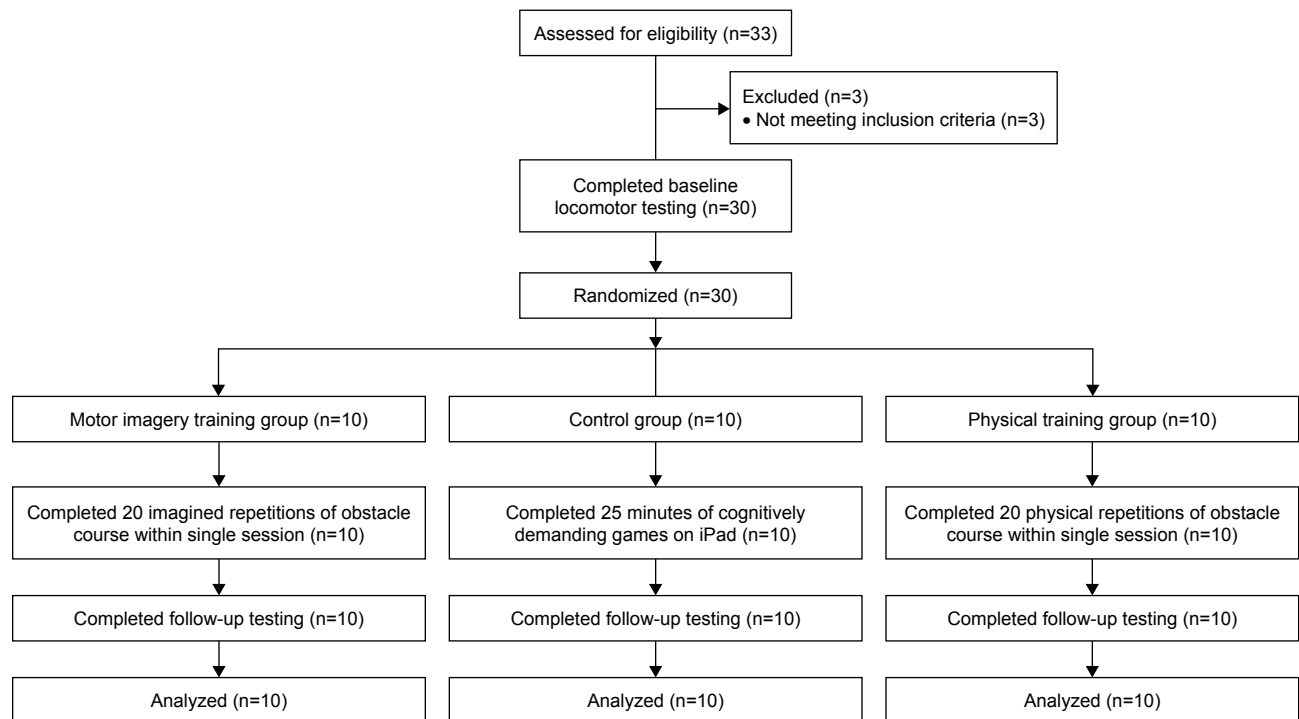 Assessed for eligibility (n=33)
Excluded (n=3)
• Not meeting inclusion criteria (n=3)
Completed baseline
locomotor testing (n=30)
Randomized (n=30)
Motor imagery training group (n=10)
Control group (n=10)
Physical training group (n=10)
Completed 20 imagined repetitions of obstacle
course within single session (n=10)
Completed 25 minutes of cognitively
demanding games on iPad (n=10)
Completed 20 physical repetitions of obstacle
course within single session (n=10)
Completed follow-up testing (n=10)
Completed follow-up testing (n=10)
Completed follow-up testing (n=10)
Analyzed (n=10)
Analyzed (n=10)
Analyzed (n=10)